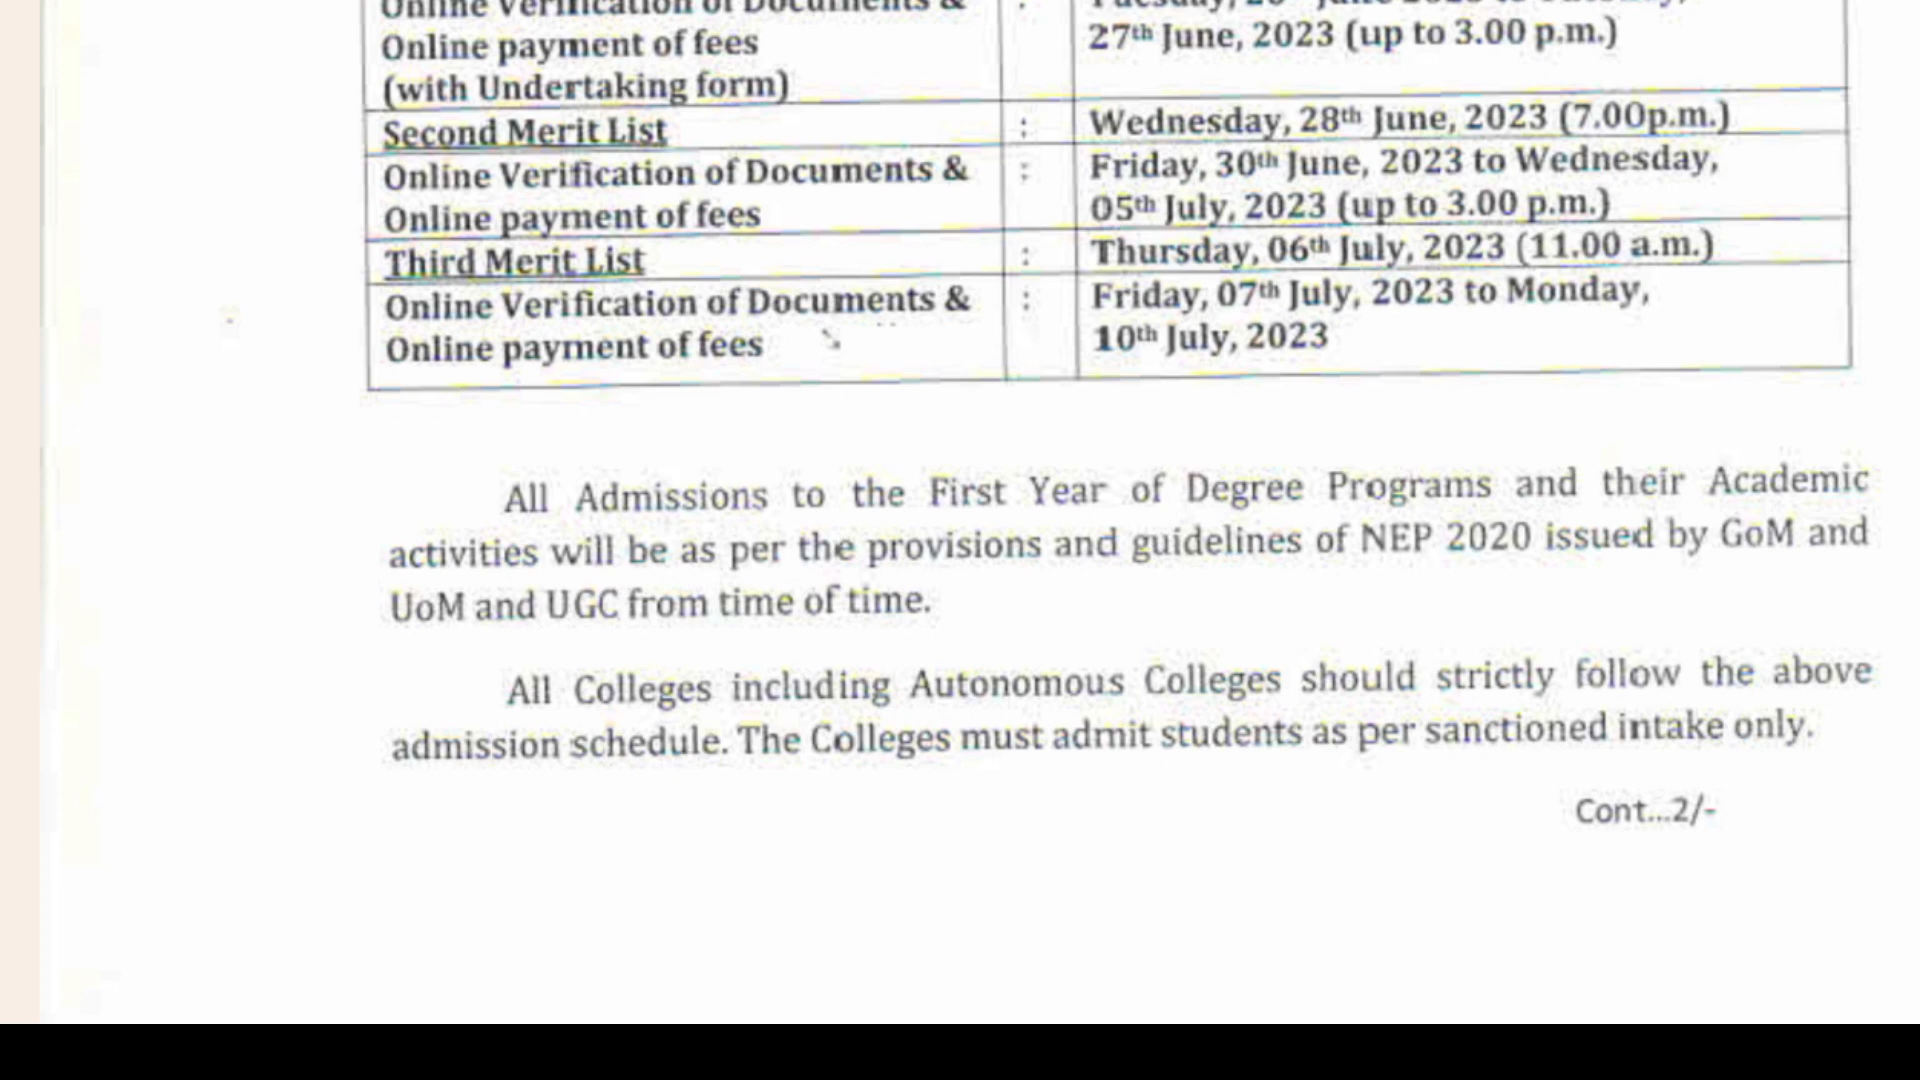 Online Verification of Documents & :
Online payment of fees 27th June, 2023 (up to 3.00 p.m.)
(with Undertaking form)
Second Merit List : Wednesday, 28th June, 2023 (7.00p.m.)
Online Verification of Documents & : Friday, 30th June, 2023 to Wednesday,
Online payment of fees 05th July, 2023 (up to 3.00 p.m.)
Third Merit List : Thursday, 06th July, 2023 (11.00 a.m.)
Online Verification of Documents & : Friday, 07th July, 2023 to Monday,
Online payment of fees 10th July, 2023
All Admissions to the First Year of Degree Programs and their Academic
activities will be as per the provisions and guidelines of NEP 2020 issued by GoM and
UoM and UGC from time of time.
All Colleges including Autonomous Colleges should strictly follow the above
admission schedule. The Colleges must admit students as per sanctioned intake only.
Cont...2/-